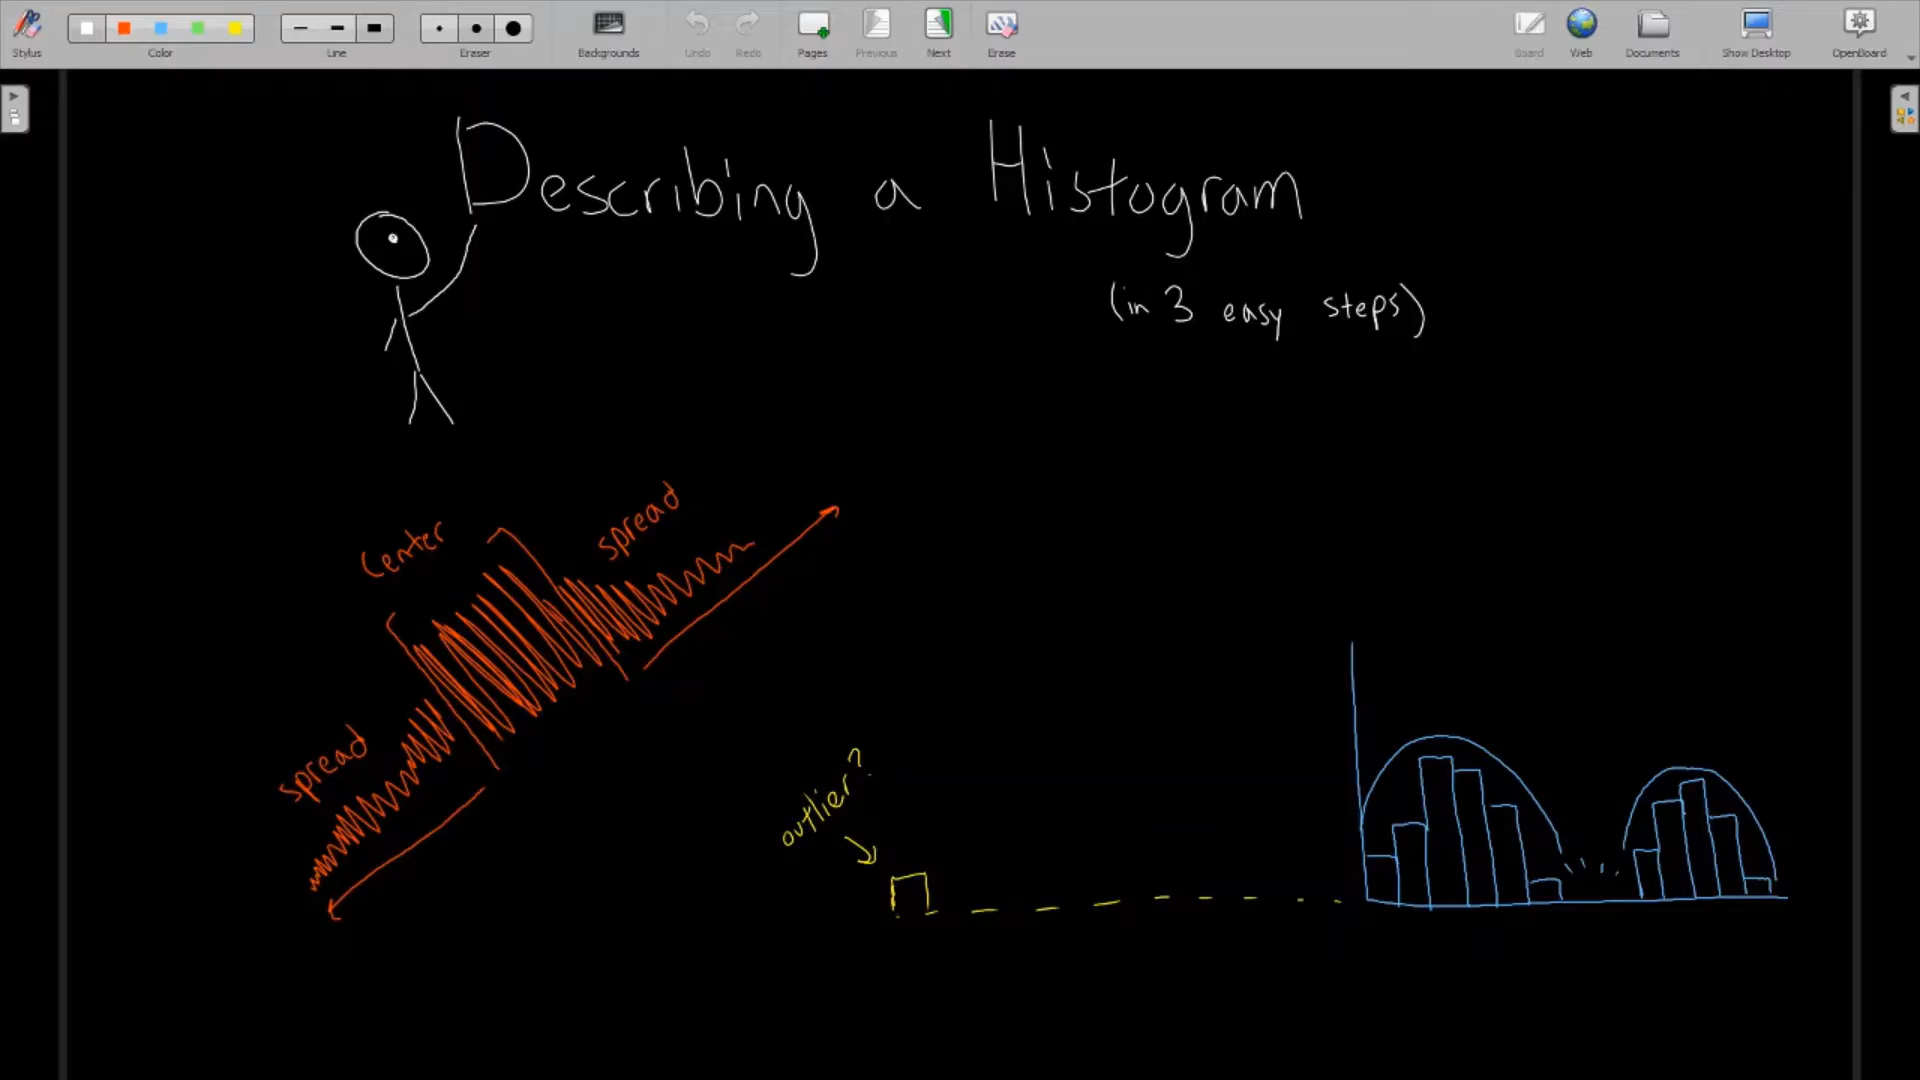 Stylus
Color
Line
Eraser
Backgrounds
Undo
Redo
Pages
Previous
Next
Erase
Board
Web
Documents
Show Desktop
OpenBoard
Describing a Histogram
(in 3 easy steps)
center
spread
spread
outlier?